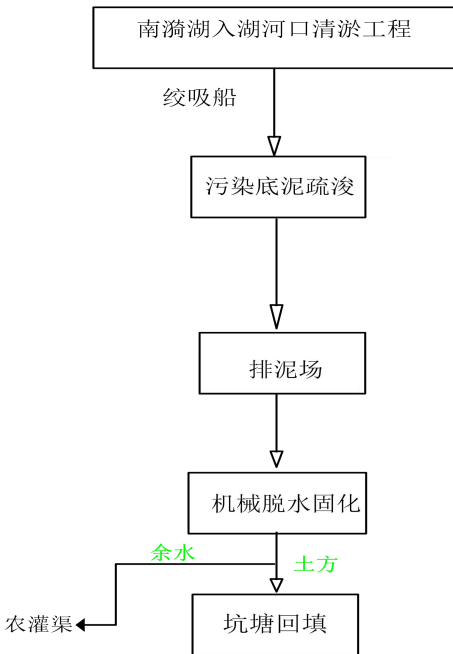 南漪湖入湖河口清淤工程
绞吸船
污染底泥疏浚
排泥场
机械脱水固化
余水
土方
农灌渠
坑塘回填